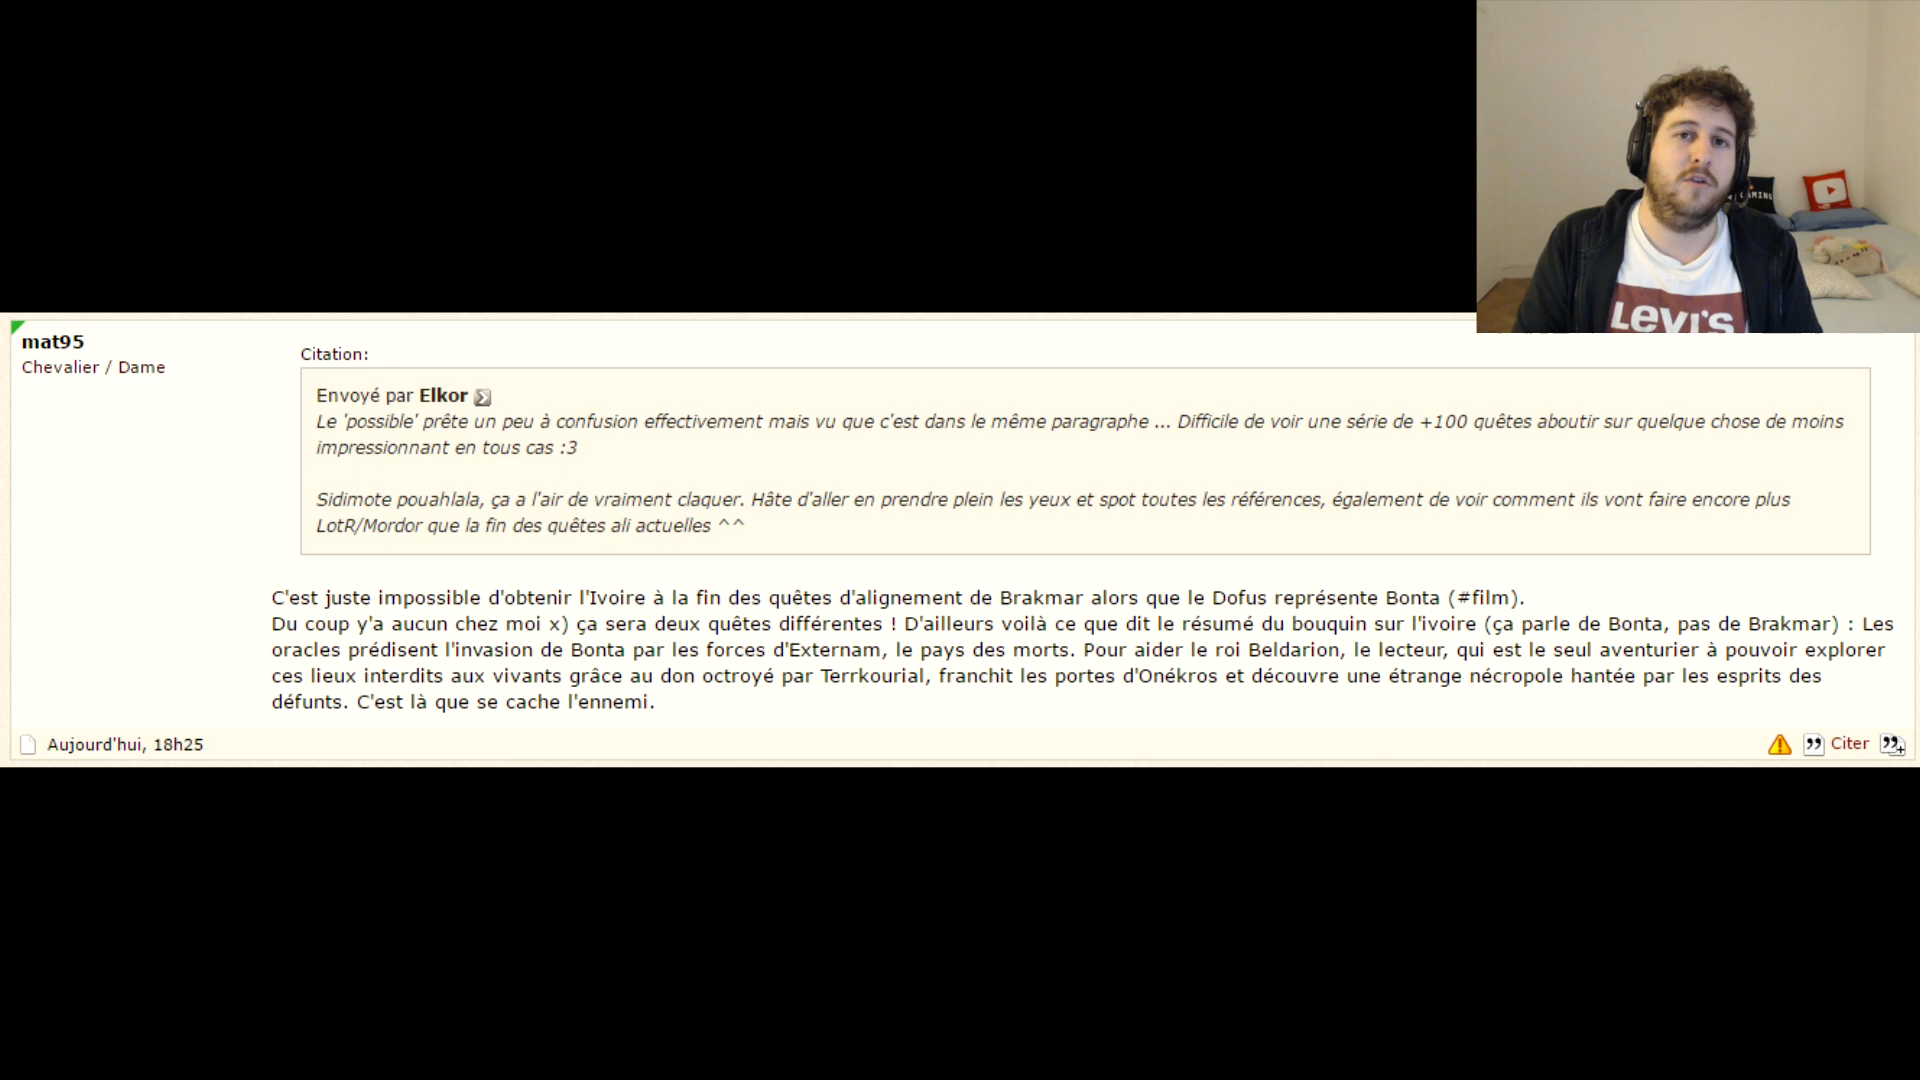 LEVI'S
mat95
Chevalier / Dame
Citation:
Envoyé par Elkor
Le 'possible' prête un peu à confusion effectivement mais vu que c'est dans le même paragraphe ... Difficile de voir une série de +100 quêtes aboutir sur quelque chose de moins
impressionnant en tous cas :3
Sidimote pouahlala, ça a l'air de vraiment claquer. Hâte d'aller en prendre plein les yeux et spot toutes les références, également de voir comment ils vont faire encore plus
LotR/Mordor que la fin des quêtes ali actuelles ^^
C'est juste impossible d'obtenir l'Ivoire à la fin des quêtes d'alignement de Brakmar alors que le Dofus représente Bonta (#film).
Du coup y'a aucun chez moi x) ça sera deux quêtes différentes ! D'ailleurs voilà ce que dit le résumé du bouquin sur l'ivoire (ça parle de Bonta, pas de Brakmar) : Les
oracles prédisent l'invasion de Bonta par les forces d'Externam, le pays des morts. Pour aider le roi Beldarion, le lecteur, qui est le seul aventurier à pouvoir explorer
ces lieux interdits aux vivants grâce au don octroyé par Terrkourial, franchit les portes d'Onékros et découvre une étrange nécropole hantée par les esprits des
défunts. C'est là que se cache l'ennemi.
Aujourd'hui, 18h25
Citer